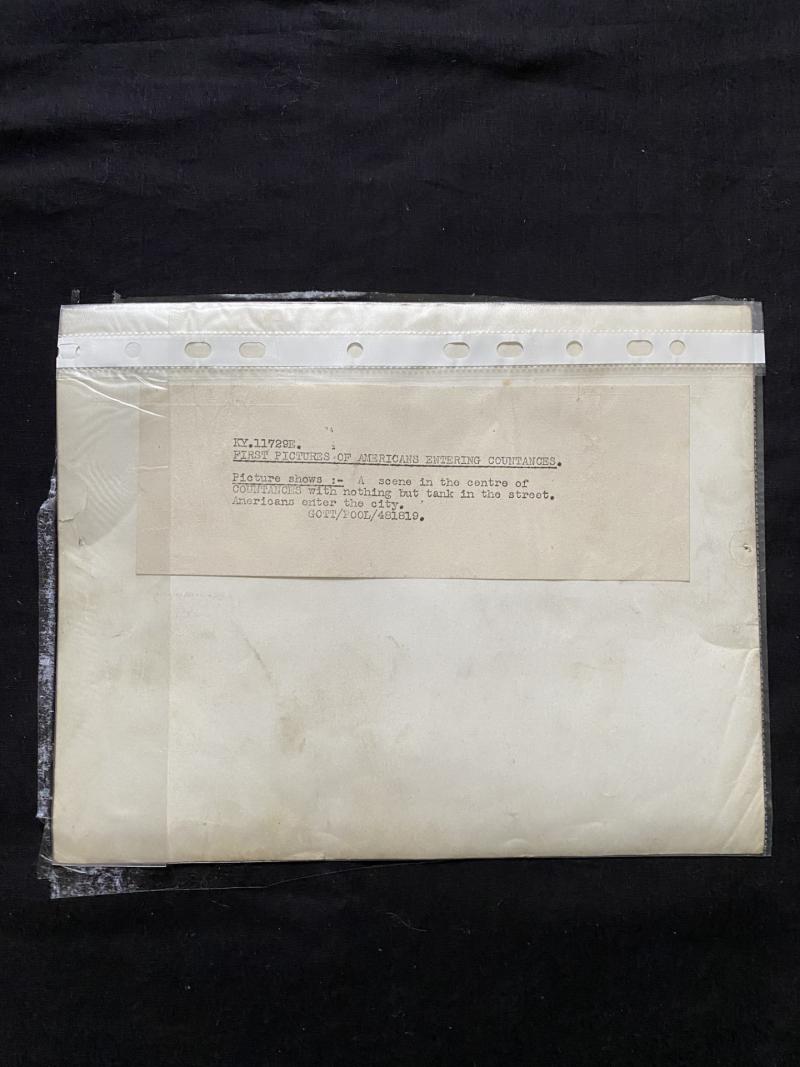 KY.11729E.
FIRST PICTURES OF AMERICANS ENTERING COUNTANCES.
Picture shows :- A scene in the centre of
COUNTANCES with nothing but tank in the street.
Americans enter the city.
GOTT/POOL/481819.